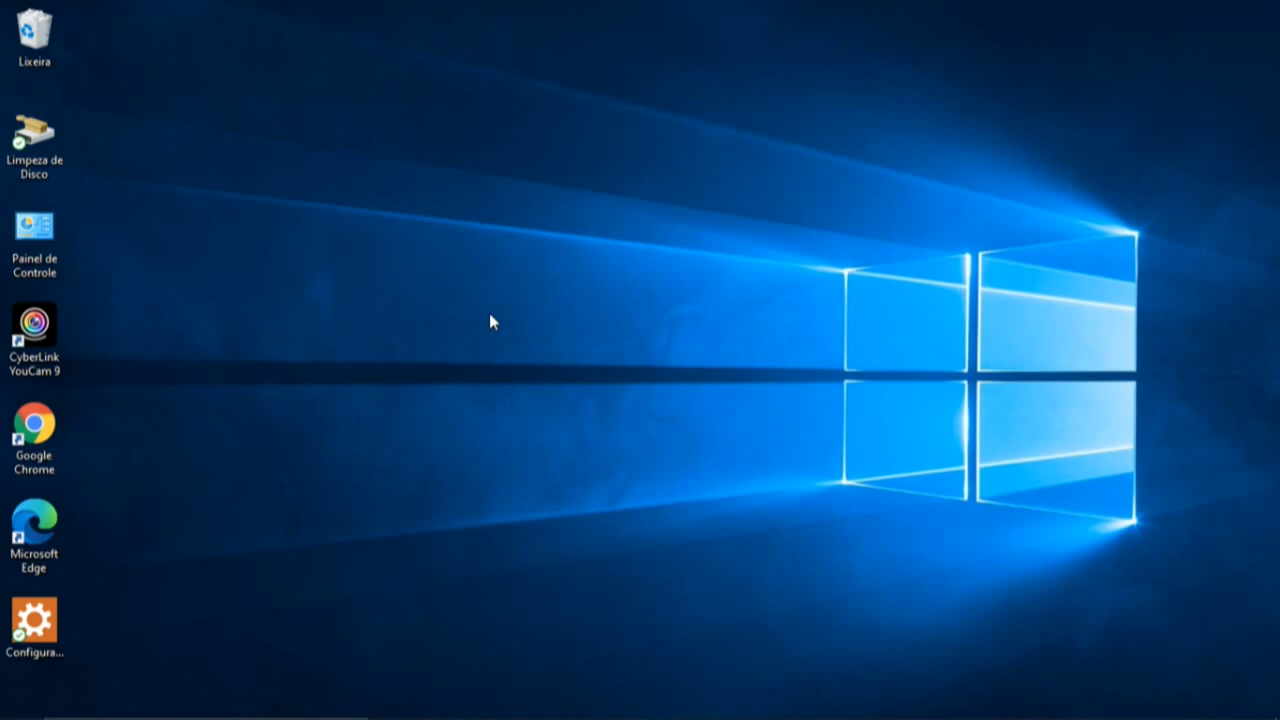 Lixeira
Limpeza de
Disco
Painel de
Controle
CyberLink
YouCam 9
Google
Chrome
Microsoft
Edge
Configura...